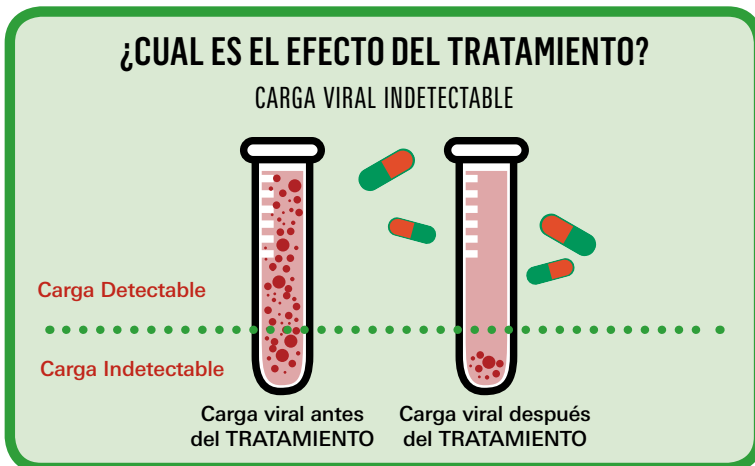 ¿CUAL ES EL EFECTO DEL TRATAMIENTO?
CARGA VIRAL INDETECTABLE
Carga Detectable
Carga Indetectable
Carga viral antes
del TRATAMIENTO
Carga viral después
del TRATAMIENTO